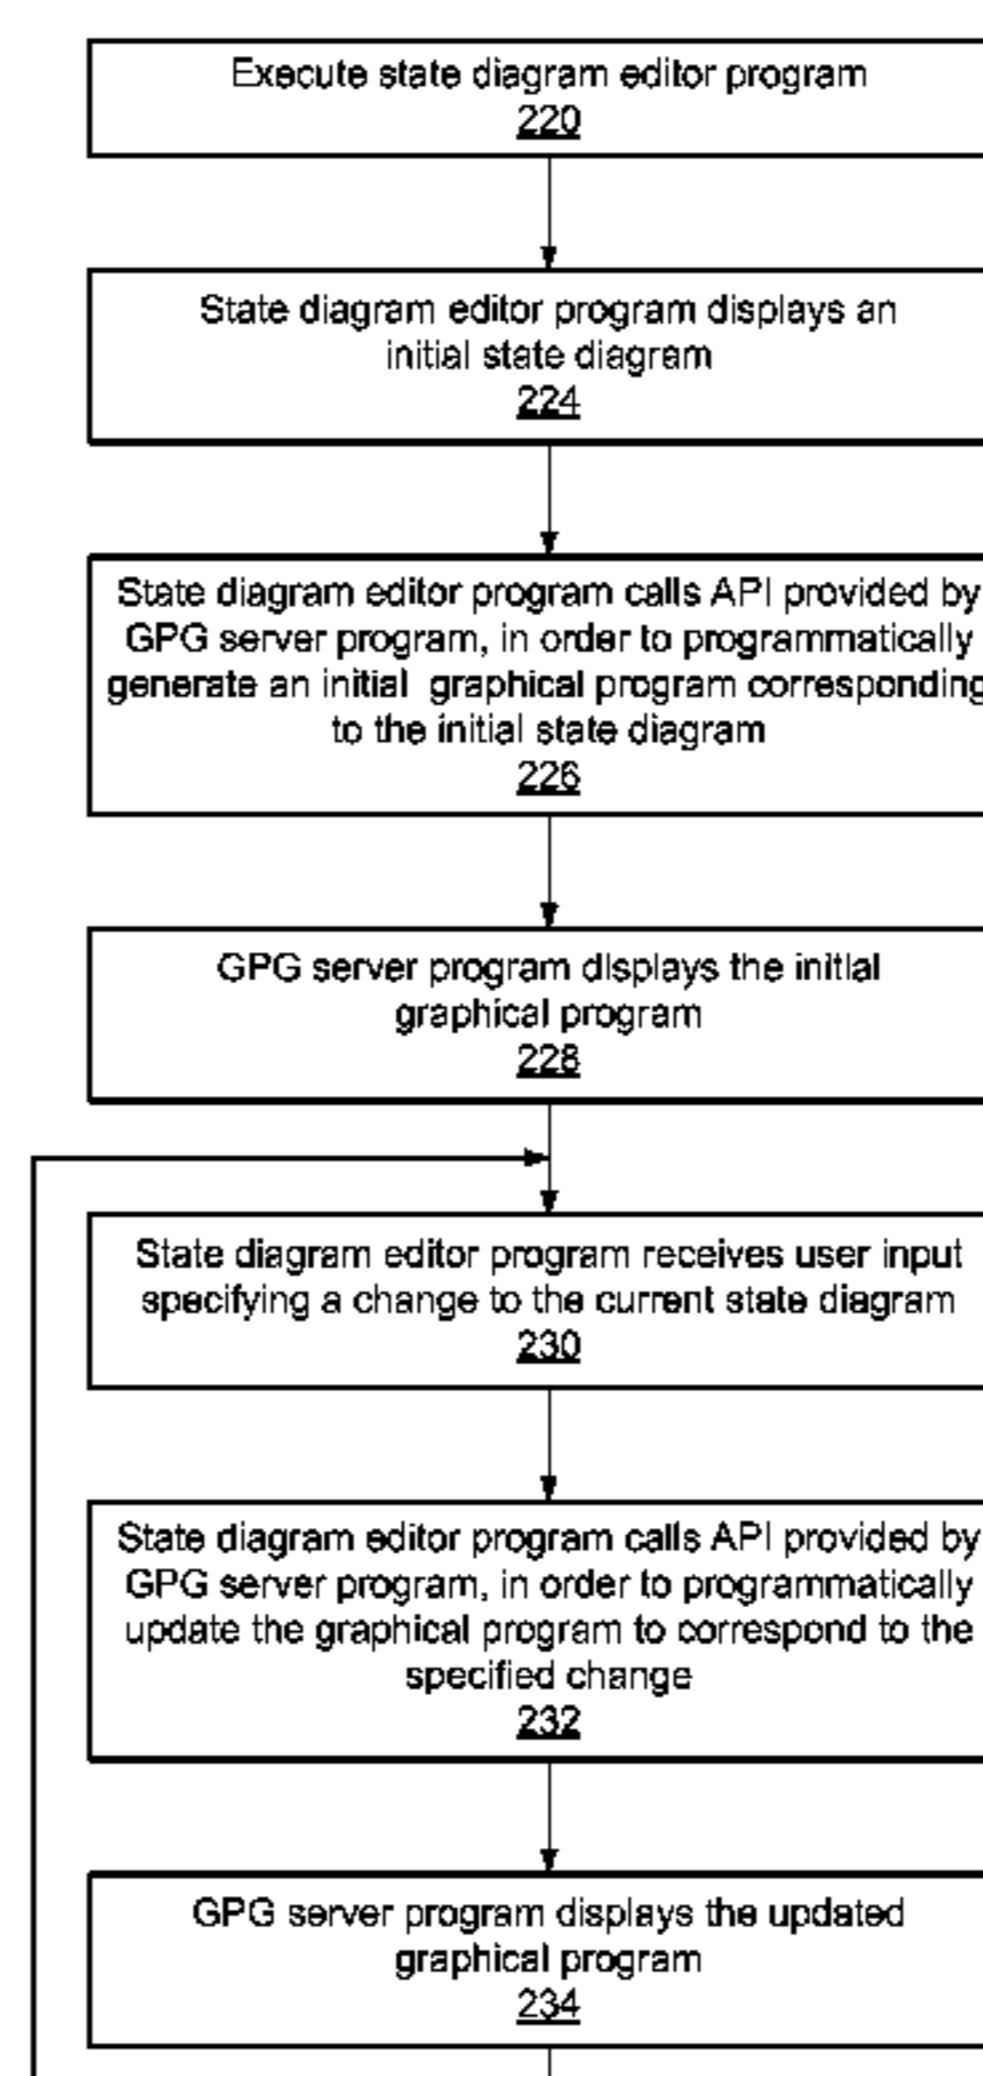 Execute state diagram editor program
220
State diagram editor program displays an
initial state diagram
224
State diagram editor program calls API provided by
GPG server program, in order to programmatically
generate an initial graphical program corresponding
to the initial state diagram
226
GPG server program displays the initial
graphical program
228
State diagram editor program receives user input
specifying a change to the current state diagram
230
State diagram editor program calls API provided by
GPG server program, in order to programmatically
update the graphical program to correspond to the
specified change
232
GPG server program displays the updated
graphical program
234